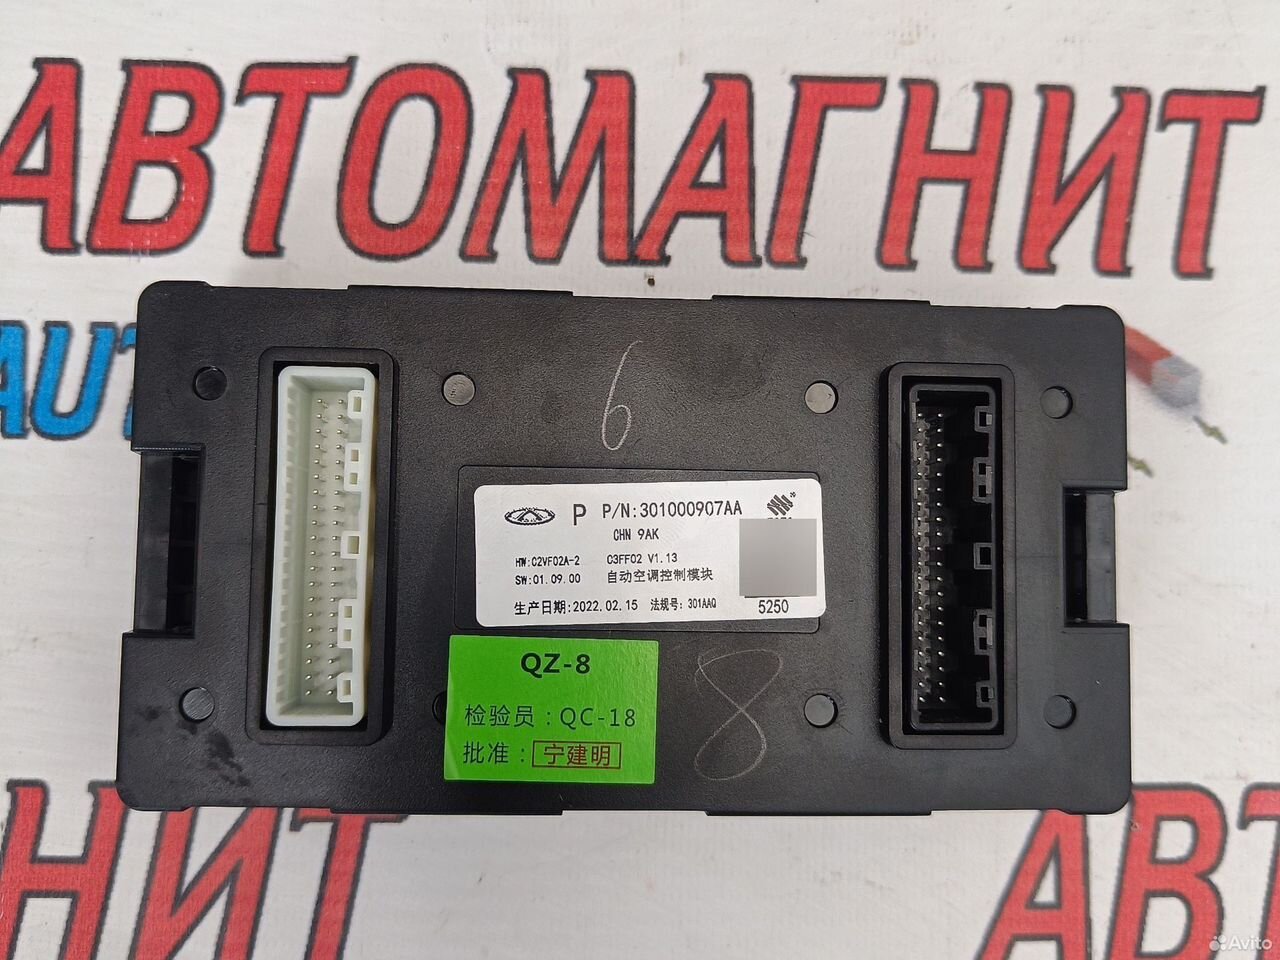 АВТОМАГНИТ
AUT
6
P P/N:301000907AA
CHN 9AK
HW:C2VF02A-2 C3FF02 V1.13
SW:01.09.00 自动空调控制模块
生产日期:2022.02.15 法规号:301AAQ 5250
QZ-8
检验员:QC-18
批准:宁建明
8
НИТ
АВТ
Avito